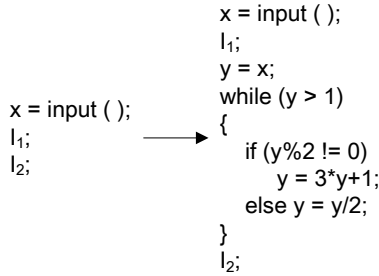 x = input ( );
I₁;
I₂;
x = input ( );
I₁;
y = x;
while (y > 1)
{
if (y%2 != 0)
y = 3*y+1;
else y = y/2;
}
I₂;